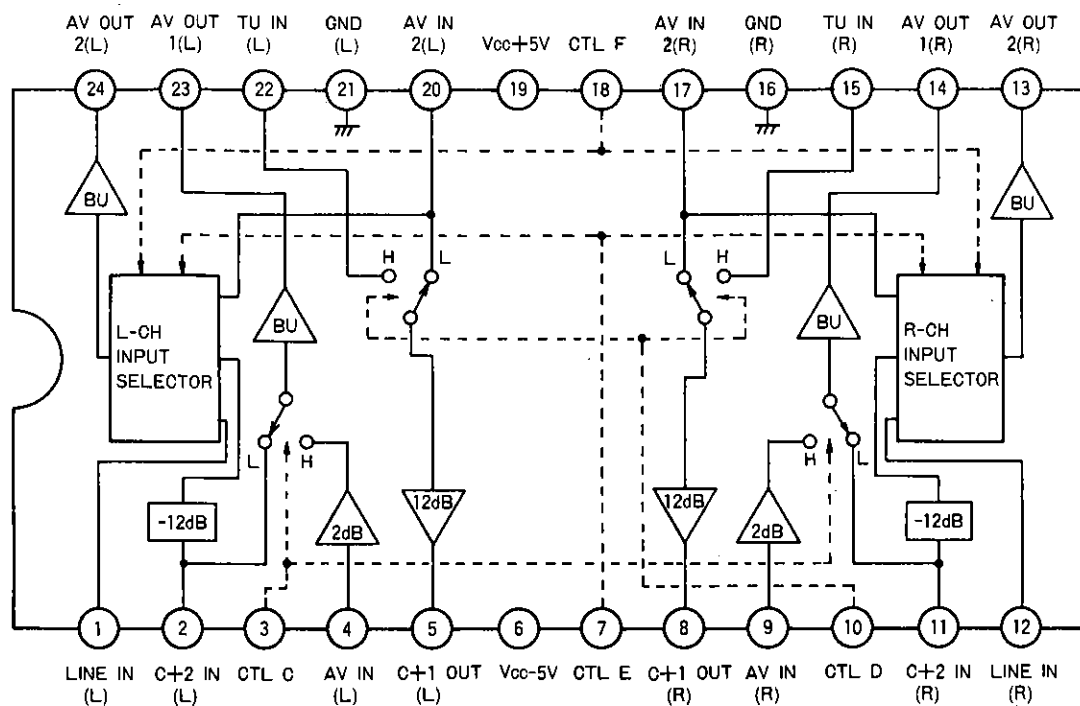 AV OUT 2(L)
AV OUT 1(L)
TU IN (L)
GND (L)
AV IN 2(L)
Vcc+5V
CTL F
AV IN 2(R)
GND (R)
TU IN (R)
AV OUT 1(R)
AV OUT 2(R)
24
23
22
21
20
19
18
17
16
15
14
13
BU
BU
H
L
L
H
L-CH
INPUT
SELECTOR
BU
BU
R-CH
INPUT
SELECTOR
L
H
H
L
-12dB
2dB
12dB
12dB
2dB
-12dB
1
2
3
4
5
6
7
8
9
10
11
12
LINE IN (L)
C+2 IN (L)
CTL C
AV IN (L)
C+1 OUT (L)
Vcc-5V
CTL E
C+1 OUT (R)
AV IN (R)
CTL D
C+2 IN (R)
LINE IN (R)